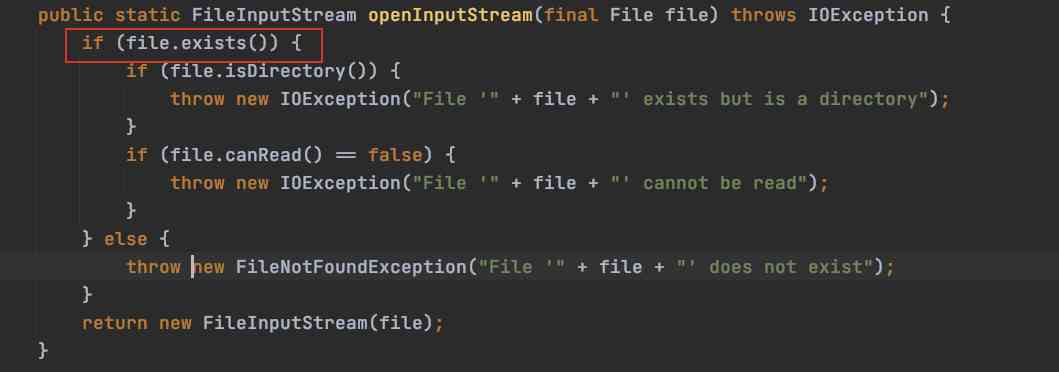 public static FileInputStream openInputStream(final File file) throws IOException {
if (file.exists()) {
if (file.isDirectory()) {
throw new IOException("File '" + file + "' exists but is a directory");
}
if (file.canRead() == false) {
throw new IOException("File '" + file + "' cannot be read");
}
} else {
throw new FileNotFoundException("File '" + file + "' does not exist");
}
return new FileInputStream(file);
}